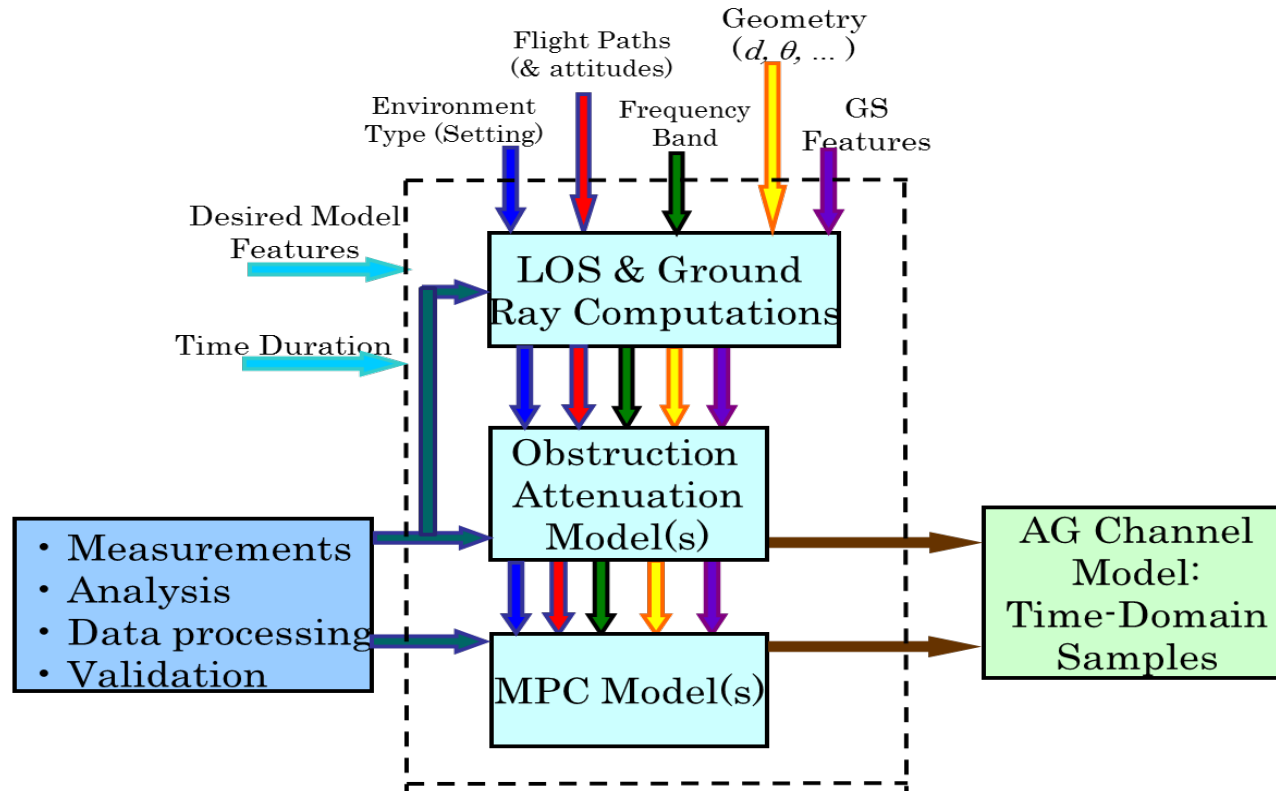 Geometry
(d, θ, ... )
Flight Paths
(& attitudes)
Environment
Type (Setting)
Frequency
Band
GS
Features
Desired Model
Features
Time Duration
LOS & Ground
Ray Computations
Obstruction
Attenuation
Model(s)
MPC Model(s)
• Measurements
• Analysis
• Data processing
• Validation
AG Channel
Model:
Time-Domain
Samples